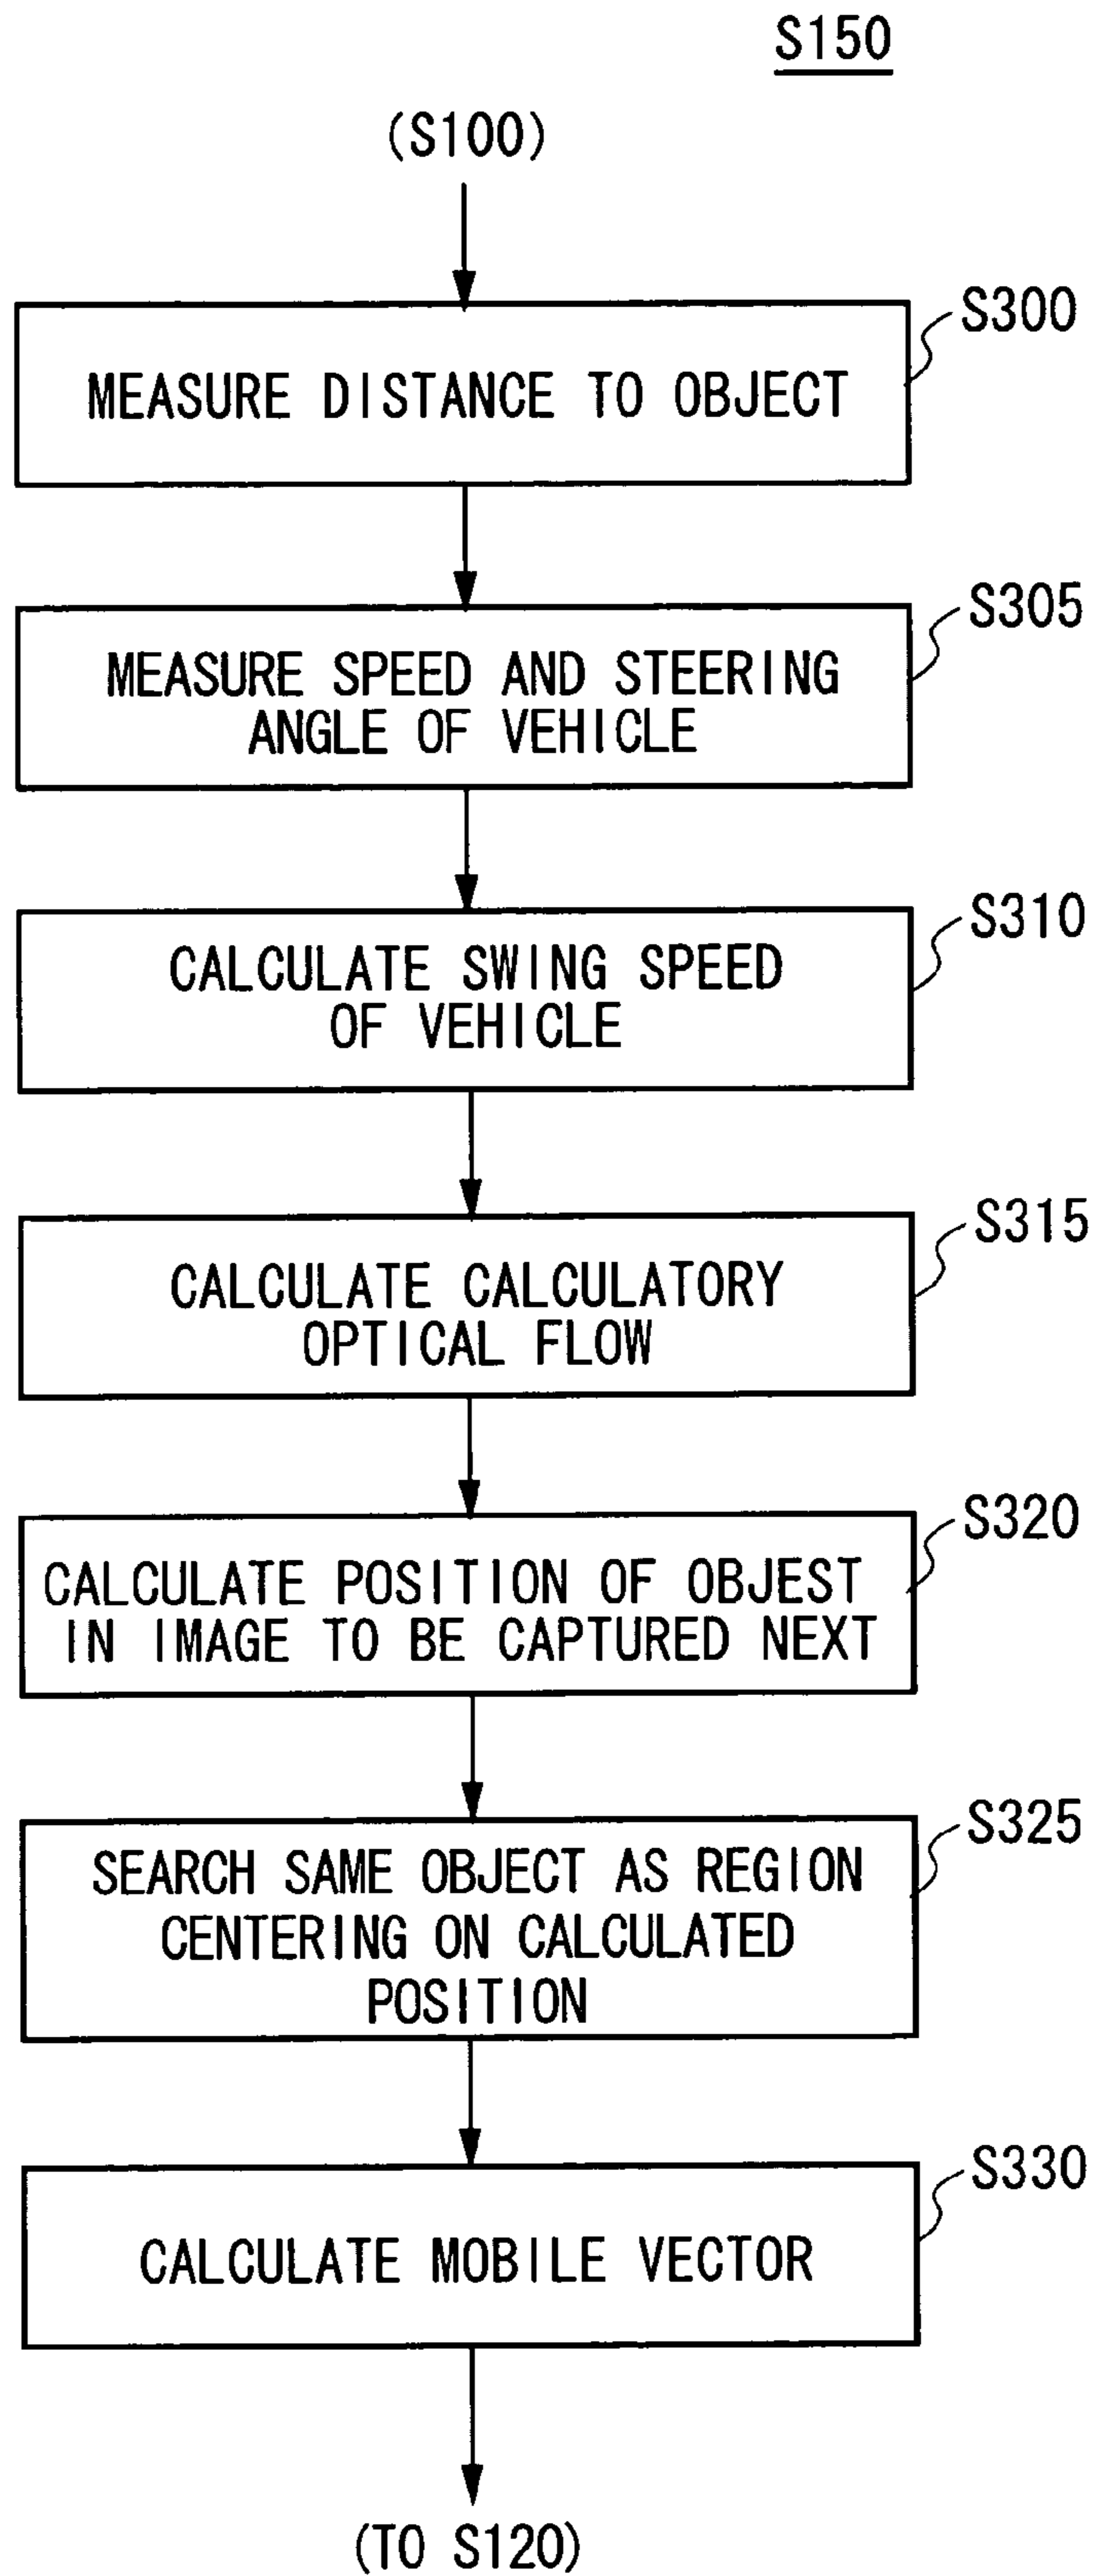 S150
(S100)
S300
MEASURE DISTANCE TO OBJECT
S305
MEASURE SPEED AND STEERING
ANGLE OF VEHICLE
S310
CALCULATE SWING SPEED
OF VEHICLE
S315
CALCULATE CALCULATORY
OPTICAL FLOW
S320
CALCULATE POSITION OF OBJEST
IN IMAGE TO BE CAPTURED NEXT
S325
SEARCH SAME OBJECT AS REGION
CENTERING ON CALCULATED
POSITION
S330
CALCULATE MOBILE VECTOR
(TO S120)